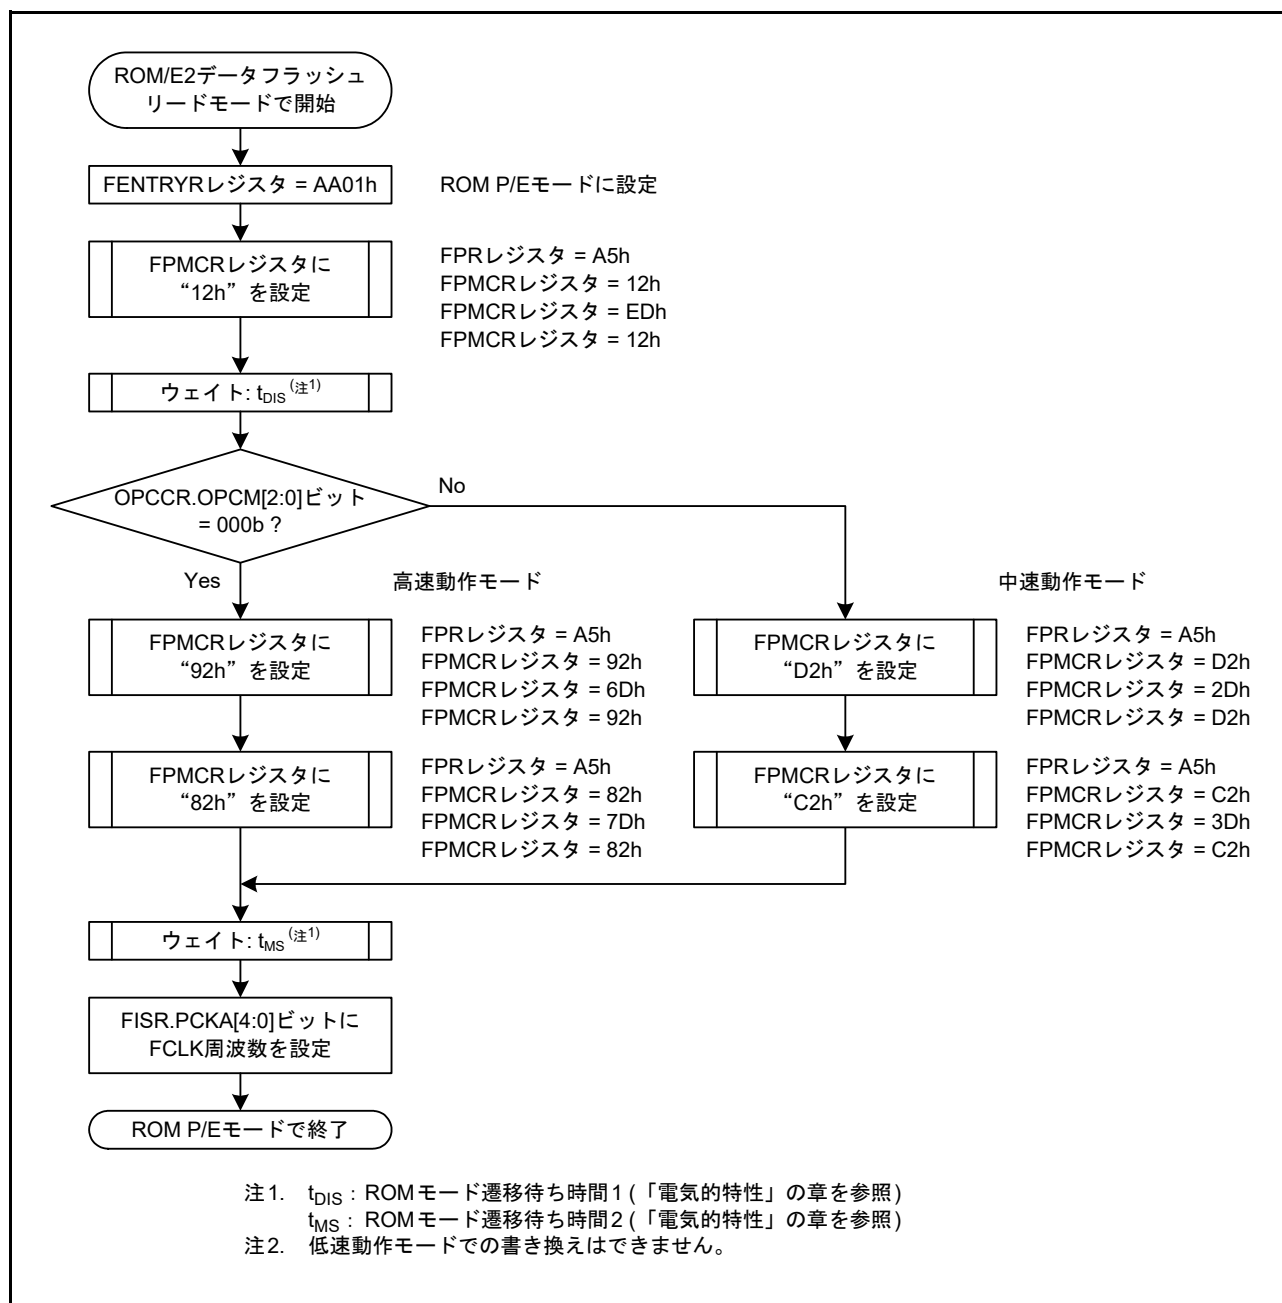 ROM/E2データフラッシュ
リードモードで開始
FENTRYRレジスタ = AA01h
ROM P/Eモードに設定
FPMCRレジスタに
“12h”を設定
FPRレジスタ = A5h
FPMCRレジスタ = 12h
FPMCRレジスタ = EDh
FPMCRレジスタ = 12h
ウェイト: tDIS (注1)
OPCCR.OPCM[2:0]ビット
= 000b ?
No
Yes
高速動作モード
FPMCRレジスタに
“92h”を設定
FPRレジスタ = A5h
FPMCRレジスタ = 92h
FPMCRレジスタ = 6Dh
FPMCRレジスタ = 92h
FPMCRレジスタに
“82h”を設定
FPRレジスタ = A5h
FPMCRレジスタ = 82h
FPMCRレジスタ = 7Dh
FPMCRレジスタ = 82h
中速動作モード
FPMCRレジスタに
“D2h”を設定
FPRレジスタ = A5h
FPMCRレジスタ = D2h
FPMCRレジスタ = 2Dh
FPMCRレジスタ = D2h
FPMCRレジスタに
“C2h”を設定
FPRレジスタ = A5h
FPMCRレジスタ = C2h
FPMCRレジスタ = 3Dh
FPMCRレジスタ = C2h
ウェイト: tMS (注1)
FISR.PCKA[4:0]ビットに
FCLK周波数を設定
ROM P/Eモードで終了
注1. tDIS : ROMモード遷移待ち時間1 (「電気的特性」の章を参照)
tMS : ROMモード遷移待ち時間2 (「電気的特性」の章を参照)
注2. 低速動作モードでの書き換えはできません。